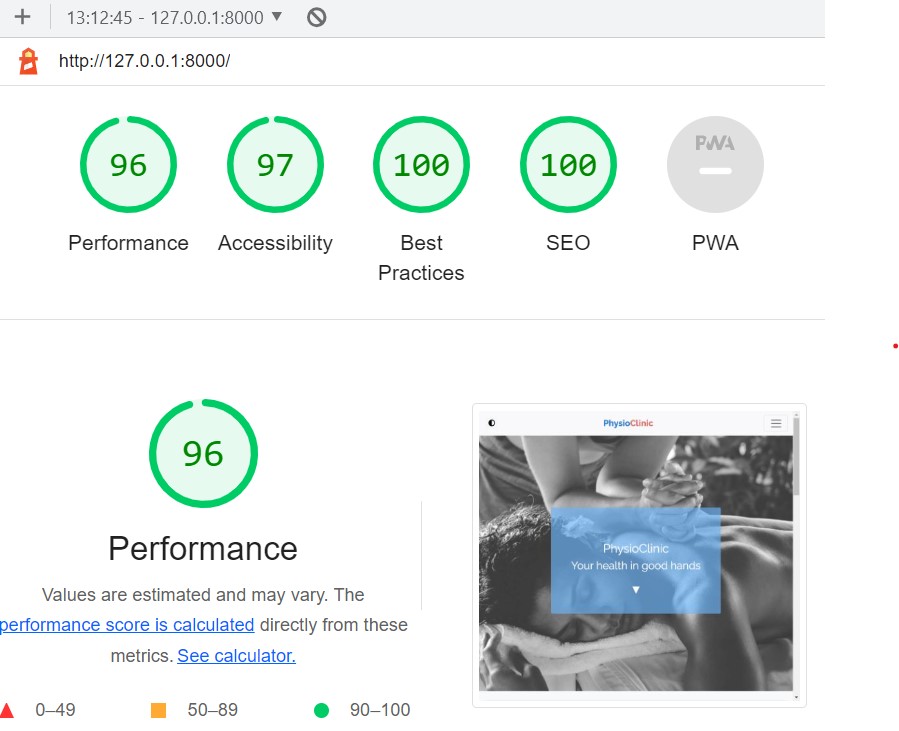 13:12:45 - 127.0.0.1:8000 ▼
http://127.0.0.1:8000/
96
97
100
100
PWA
Performance
Accessibility
Best
Practices
SEO
PWA
96
Performance
Values are estimated and may vary. The
performance score is calculated directly from these
metrics. See calculator.
0–49
50–89
90–100
PhysioClinic
PhysioClinic
Your health in good hands
▼